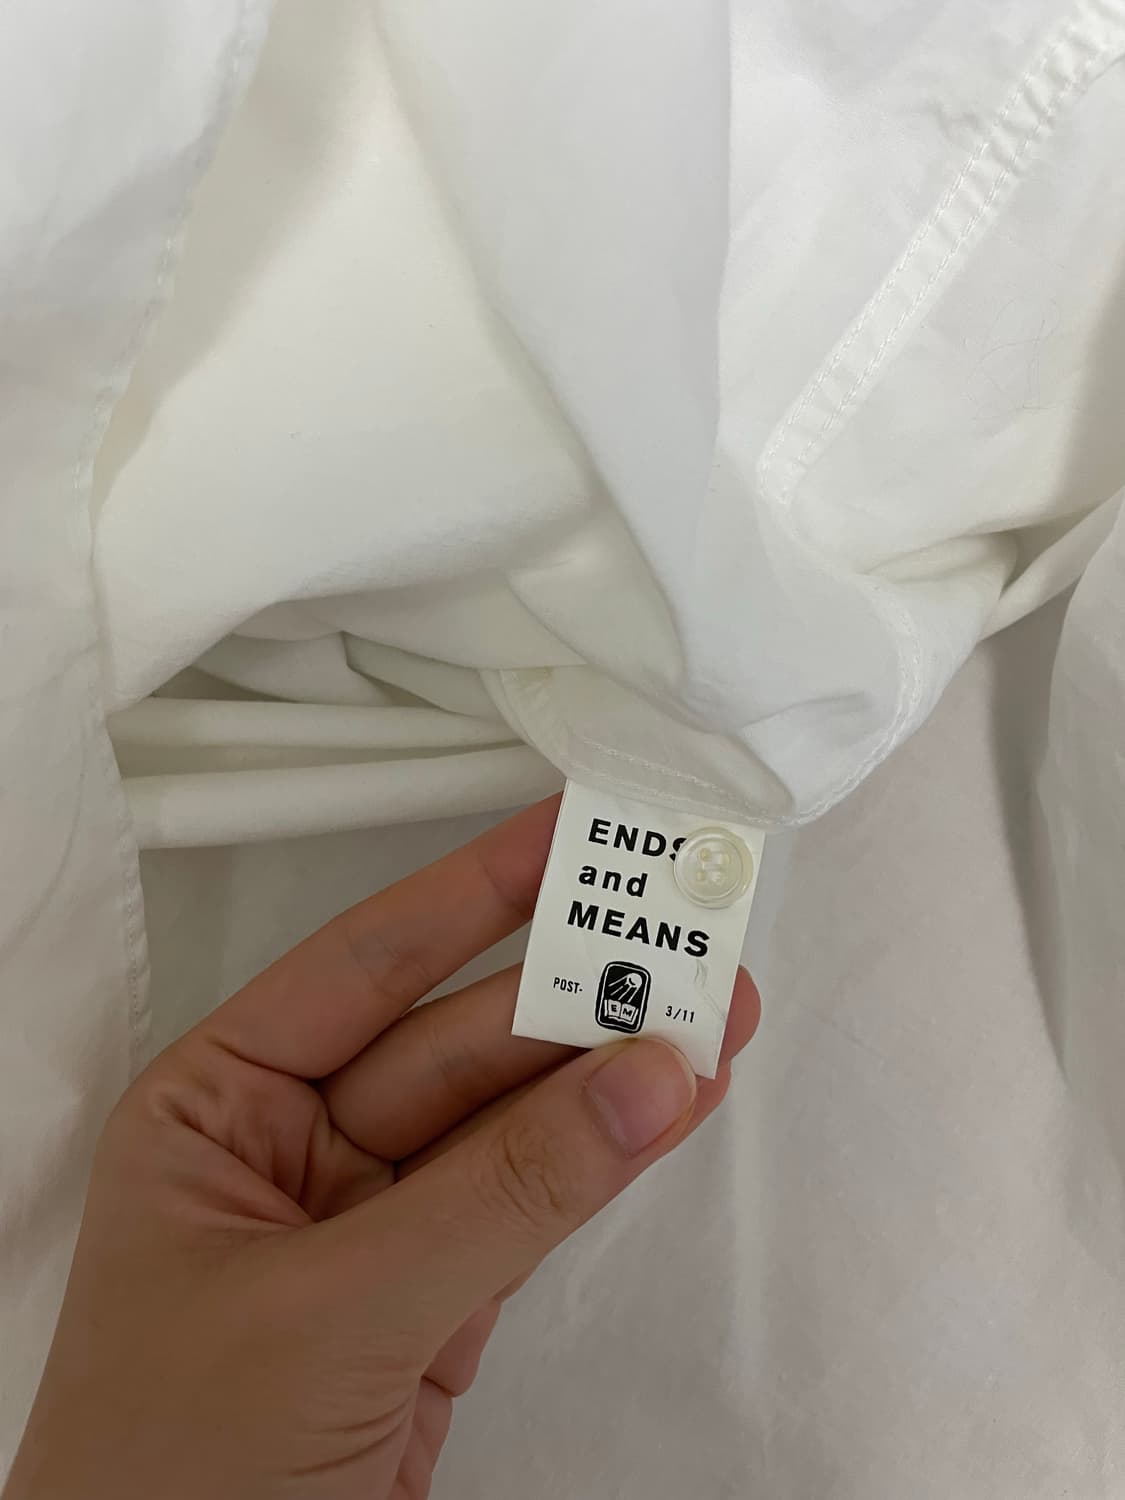 ENDS
and
MEANS
POST- E M 3/11